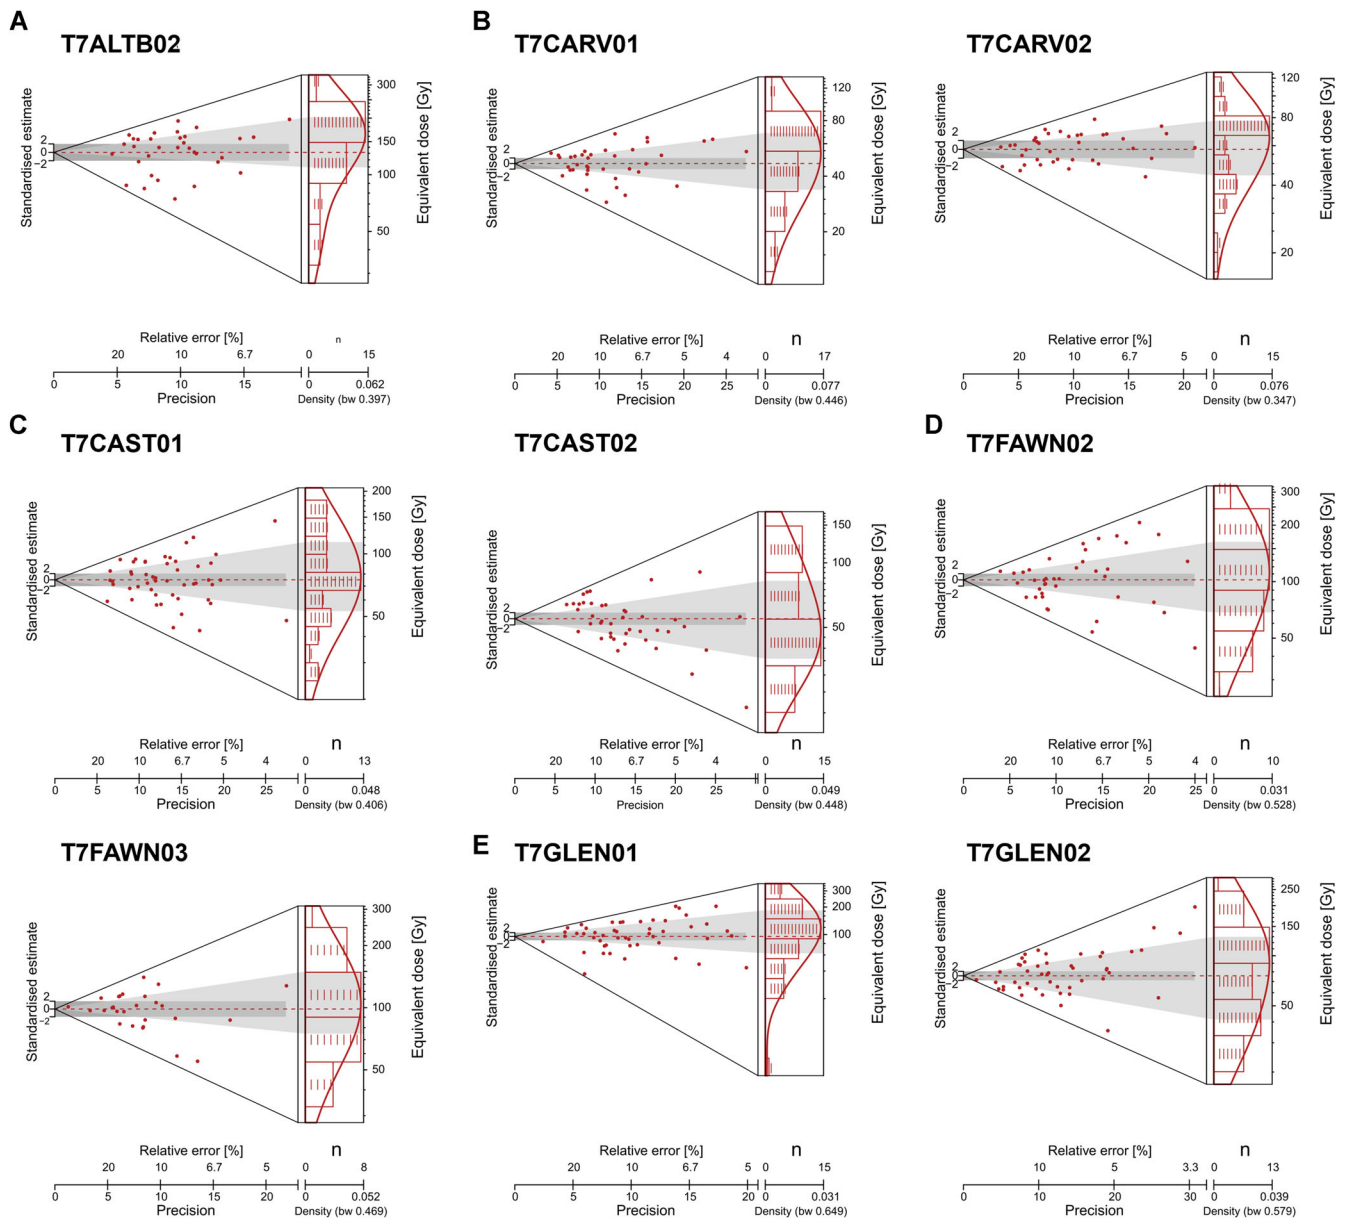 A
T7ALTB02
Standardised estimate
2
0
−2
300
150
100
50
Equivalent dose [Gy]
Relative error [%]
n
20 10 6.7
0 15
0 5 10 15
0 0.062
Precision
Density (bw 0.397)
B
T7CARV01
Standardised estimate
2
0
−2
120
80
40
20
Equivalent dose [Gy]
Relative error [%]
n
20 10 6.7 5 4
0 17
0 5 10 15 20 25
0 0.077
Precision
Density (bw 0.446)
T7CARV02
Standardised estimate
2
0
−2
120
80
40
20
Equivalent dose [Gy]
Relative error [%]
n
20 10 6.7 5
0 15
0 5 10 15 20
0 0.076
Precision
Density (bw 0.347)
C
T7CAST01
Standardised estimate
2
0
−2
200
150
100
50
Equivalent dose [Gy]
Relative error [%]
n
20 10 6.7 5 4
0 13
0 5 10 15 20 25
0 0.048
Precision
Density (bw 0.406)
T7CAST02
Standardised estimate
2
0
−2
150
100
50
Equivalent dose [Gy]
Relative error [%]
n
20 10 6.7 5 4
0 15
0 5 10 15 20 25
0 0.049
Precision
Density (bw 0.448)
D
T7FAWN02
Standardised estimate
2
0
−2
300
200
100
50
Equivalent dose [Gy]
Relative error [%]
n
20 10 6.7 5 4
0 10
0 5 10 15 20 25
0 0.031
Precision
Density (bw 0.528)
T7FAWN03
Standardised estimate
2
0
−2
300
200
100
50
Equivalent dose [Gy]
Relative error [%]
n
20 10 6.7 5
0 8
0 5 10 15 20
0 0.052
Precision
Density (bw 0.469)
E
T7GLEN01
Standardised estimate
2
0
−2
300
200
100
Equivalent dose [Gy]
Relative error [%]
n
20 10 6.7 5
0 15
0 5 10 15 20
0 0.031
Precision
Density (bw 0.649)
T7GLEN02
Standardised estimate
2
0
−2
250
150
50
Equivalent dose [Gy]
Relative error [%]
n
10 5 3.3
0 13
0 10 20 30
0 0.039
Precision
Density (bw 0.579)